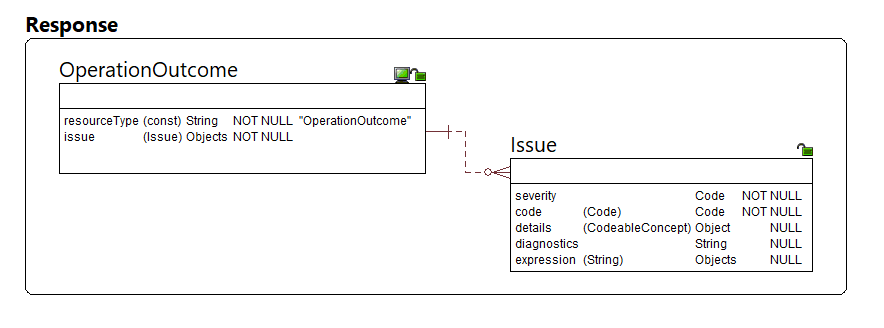 Response
OperationOutcome
resourceType (const) String NOT NULL "OperationOutcome"
issue (Issue) Objects NOT NULL
Issue
severity Code NOT NULL
code (Code) Code NOT NULL
details (CodeableConcept) Object NULL
diagnostics String NULL
expression (String) Objects NULL